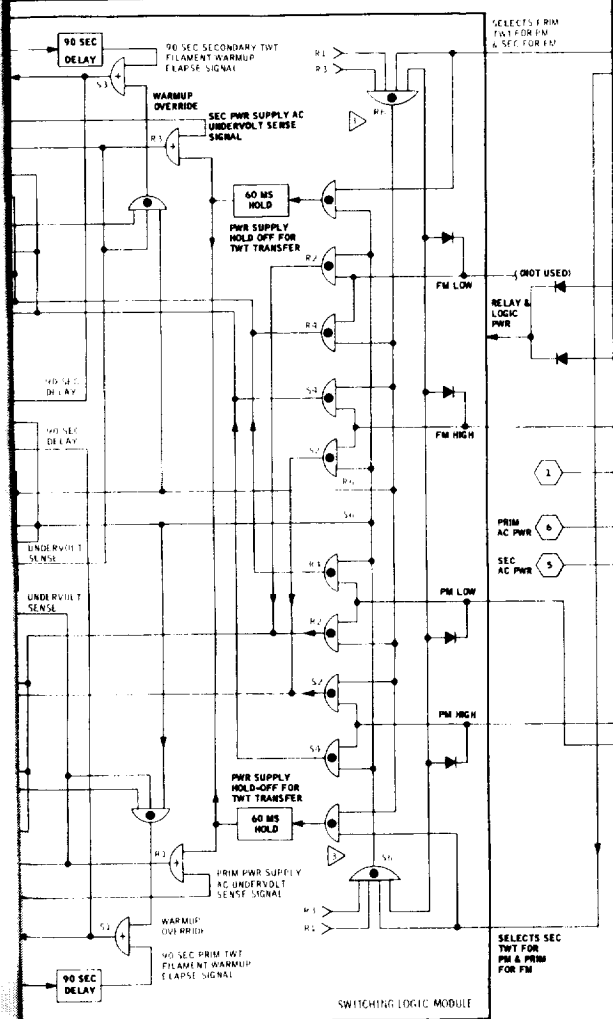 SELECTS PRIM
TWT FOR PM
& SEC FOR FM
90 SEC
DELAY
90 SEC SECONDARY TWT
FILAMENT WARMUP
ELAPSE SIGNAL
R1
R3
S3
WARMUP
OVERRIDE
SEC PWR SUPPLY AC
UNDERVOLT SENSE
SIGNAL
R3
R6
3
60 MS
HOLD
PWR SUPPLY
HOLD OFF FOR
TWT TRANSFER
R2
FM LOW
(NOT USED)
RELAY &
LOGIC
PWR
R4
90 SEC
DELAY
S4
FM HIGH
90 SEC
DELAY
S2
R6
1
S6
PRIM
AC PWR
6
UNDERVOLT
SENSE
SEC
AC PWR
5
R4
PM LOW
UNDERVOLT
SENSE
R2
S2
PM HIGH
S4
PWR SUPPLY
HOLD-OFF FOR
TWT TRANSFER
60 MS
HOLD
3
S6
R1
PRIM PWR SUPPLY
AC UNDERVOLT
SENSE SIGNAL
R3
R1
WARMUP
OVERRIDE
S1
SELECTS SEC
TWT FOR
PM & PRIM
FOR FM
90 SEC PRIM TWT
FILAMENT WARMUP
ELAPSE SIGNAL
90 SEC
DELAY
SWITCHING LOGIC MODULE